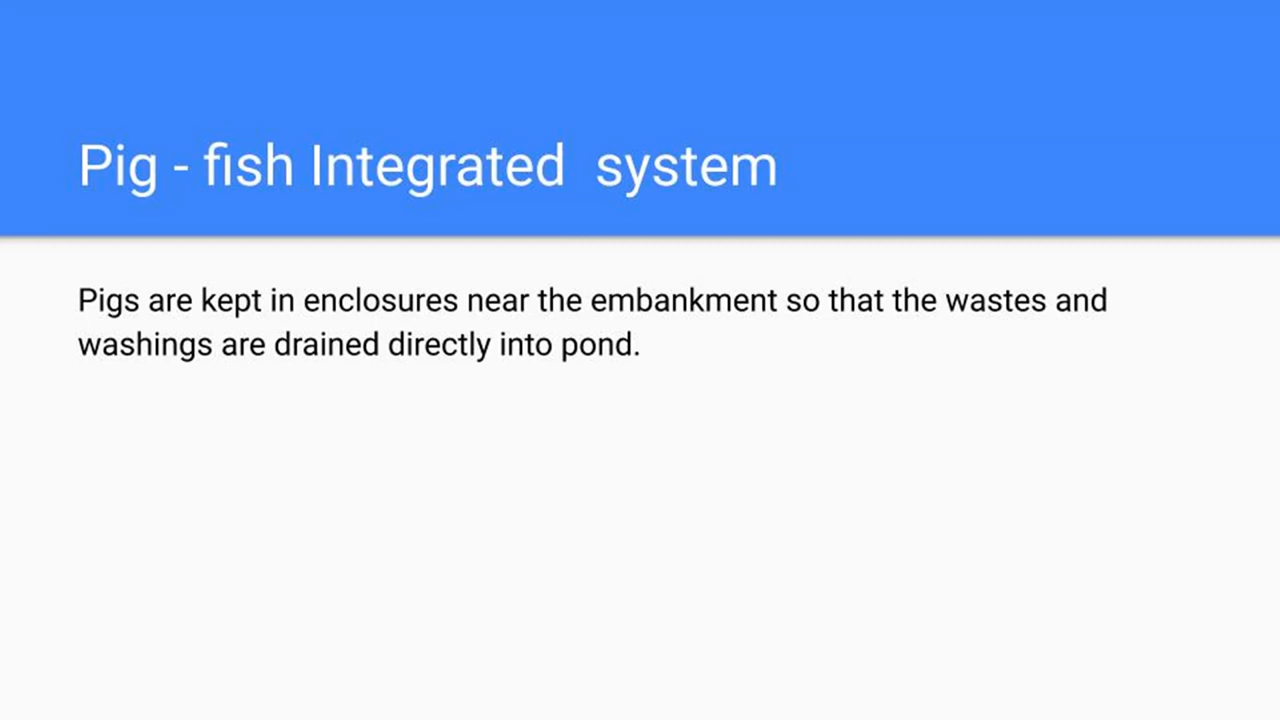 Pig - fish Integrated  system
Pigs are kept in enclosures near the embankment so that the wastes and
washings are drained directly into pond.